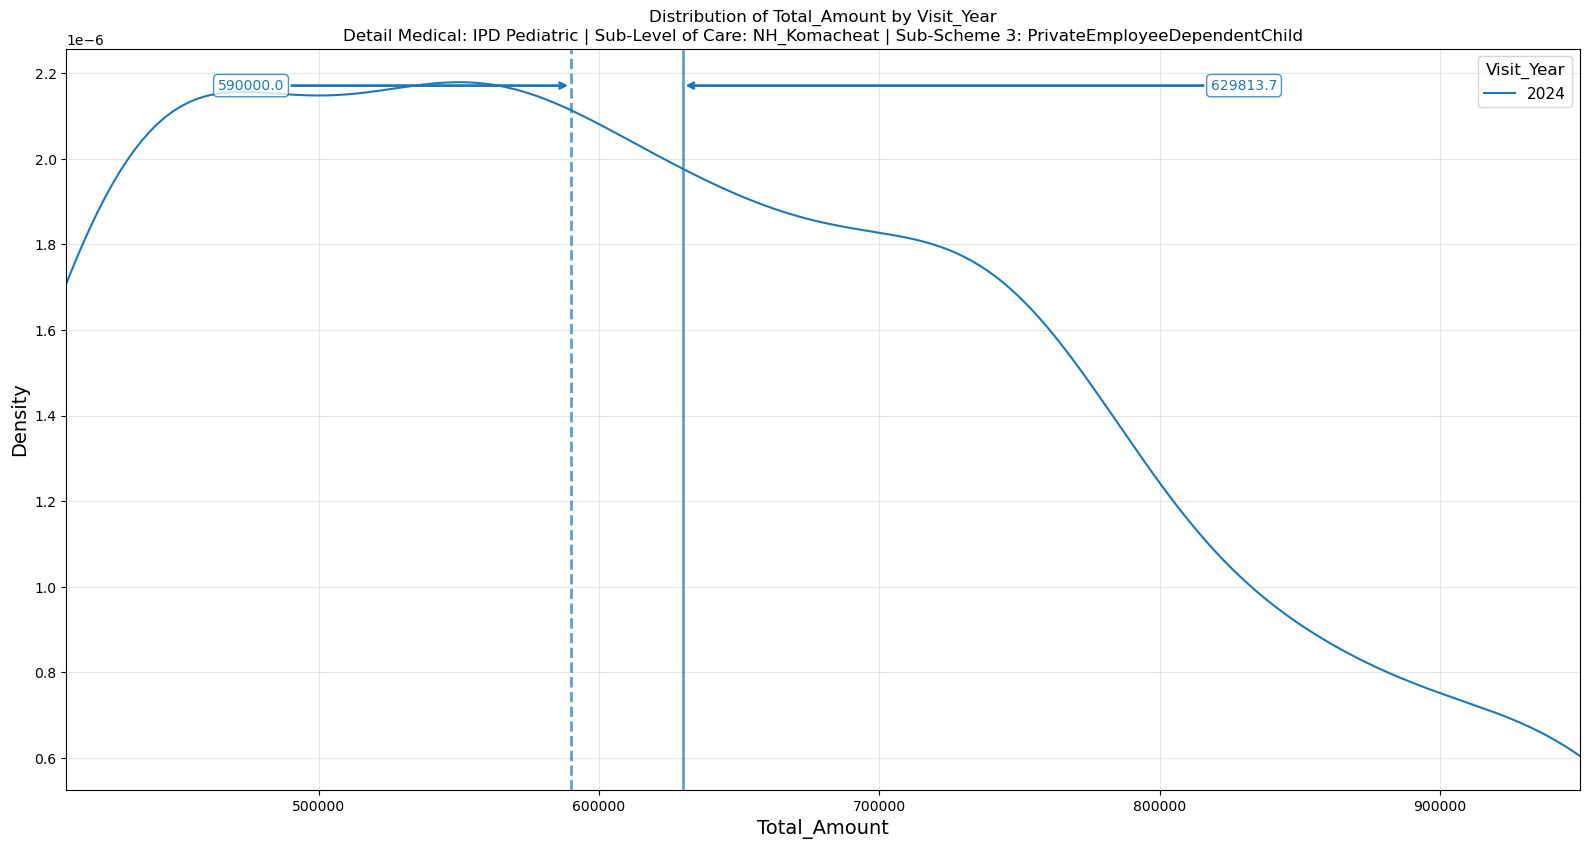 Distribution of Total_Amount by Visit_Year
Detail Medical: IPD Pediatric | Sub-Level of Care: NH_Komacheat | Sub-Scheme 3: PrivateEmployeeDependentChild
1e−6
Visit_Year
2024
590000.0
629813.7
2.2
2.0
1.8
1.6
1.4
1.2
1.0
0.8
0.6
Density
500000
600000
700000
800000
900000
Total_Amount